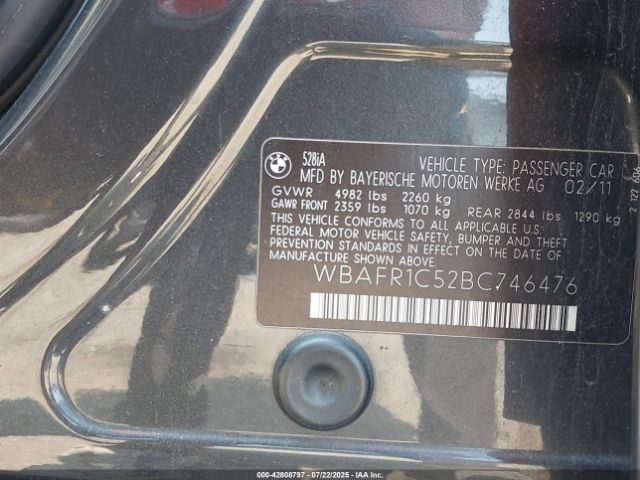 BMW
528iA
VEHICLE TYPE: PASSENGER CAR
MFD BY BAYERISCHE MOTOREN WERKE AG 02/11
GVWR 4982 lbs 2260 kg
GAWR FRONT 2359 lbs 1070 kg REAR 2844 lbs 1290 kg
THIS VEHICLE CONFORMS TO ALL APPLICABLE U.S.
FEDERAL MOTOR VEHICLE SAFETY, BUMPER AND THEFT
PREVENTION STANDARDS IN EFFECT ON THE DATE OF
MANUFACTURE SHOWN ABOVE.
WBAFR1C52BC746476
000-42808797 - 07/22/2025 - IAAI.COM